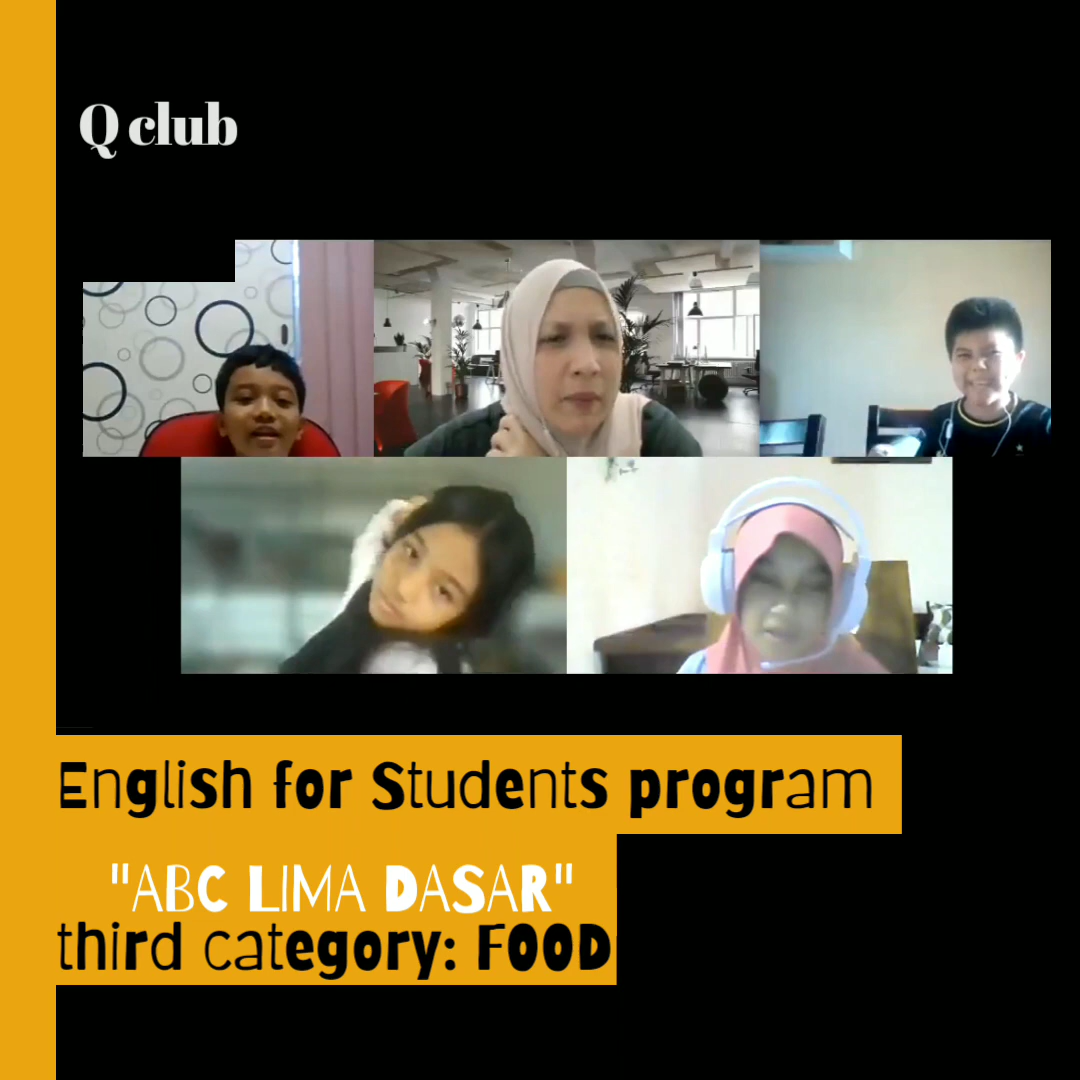 Q club
English for Students program
"ABC LIMA DASAR"
third category: FOOD